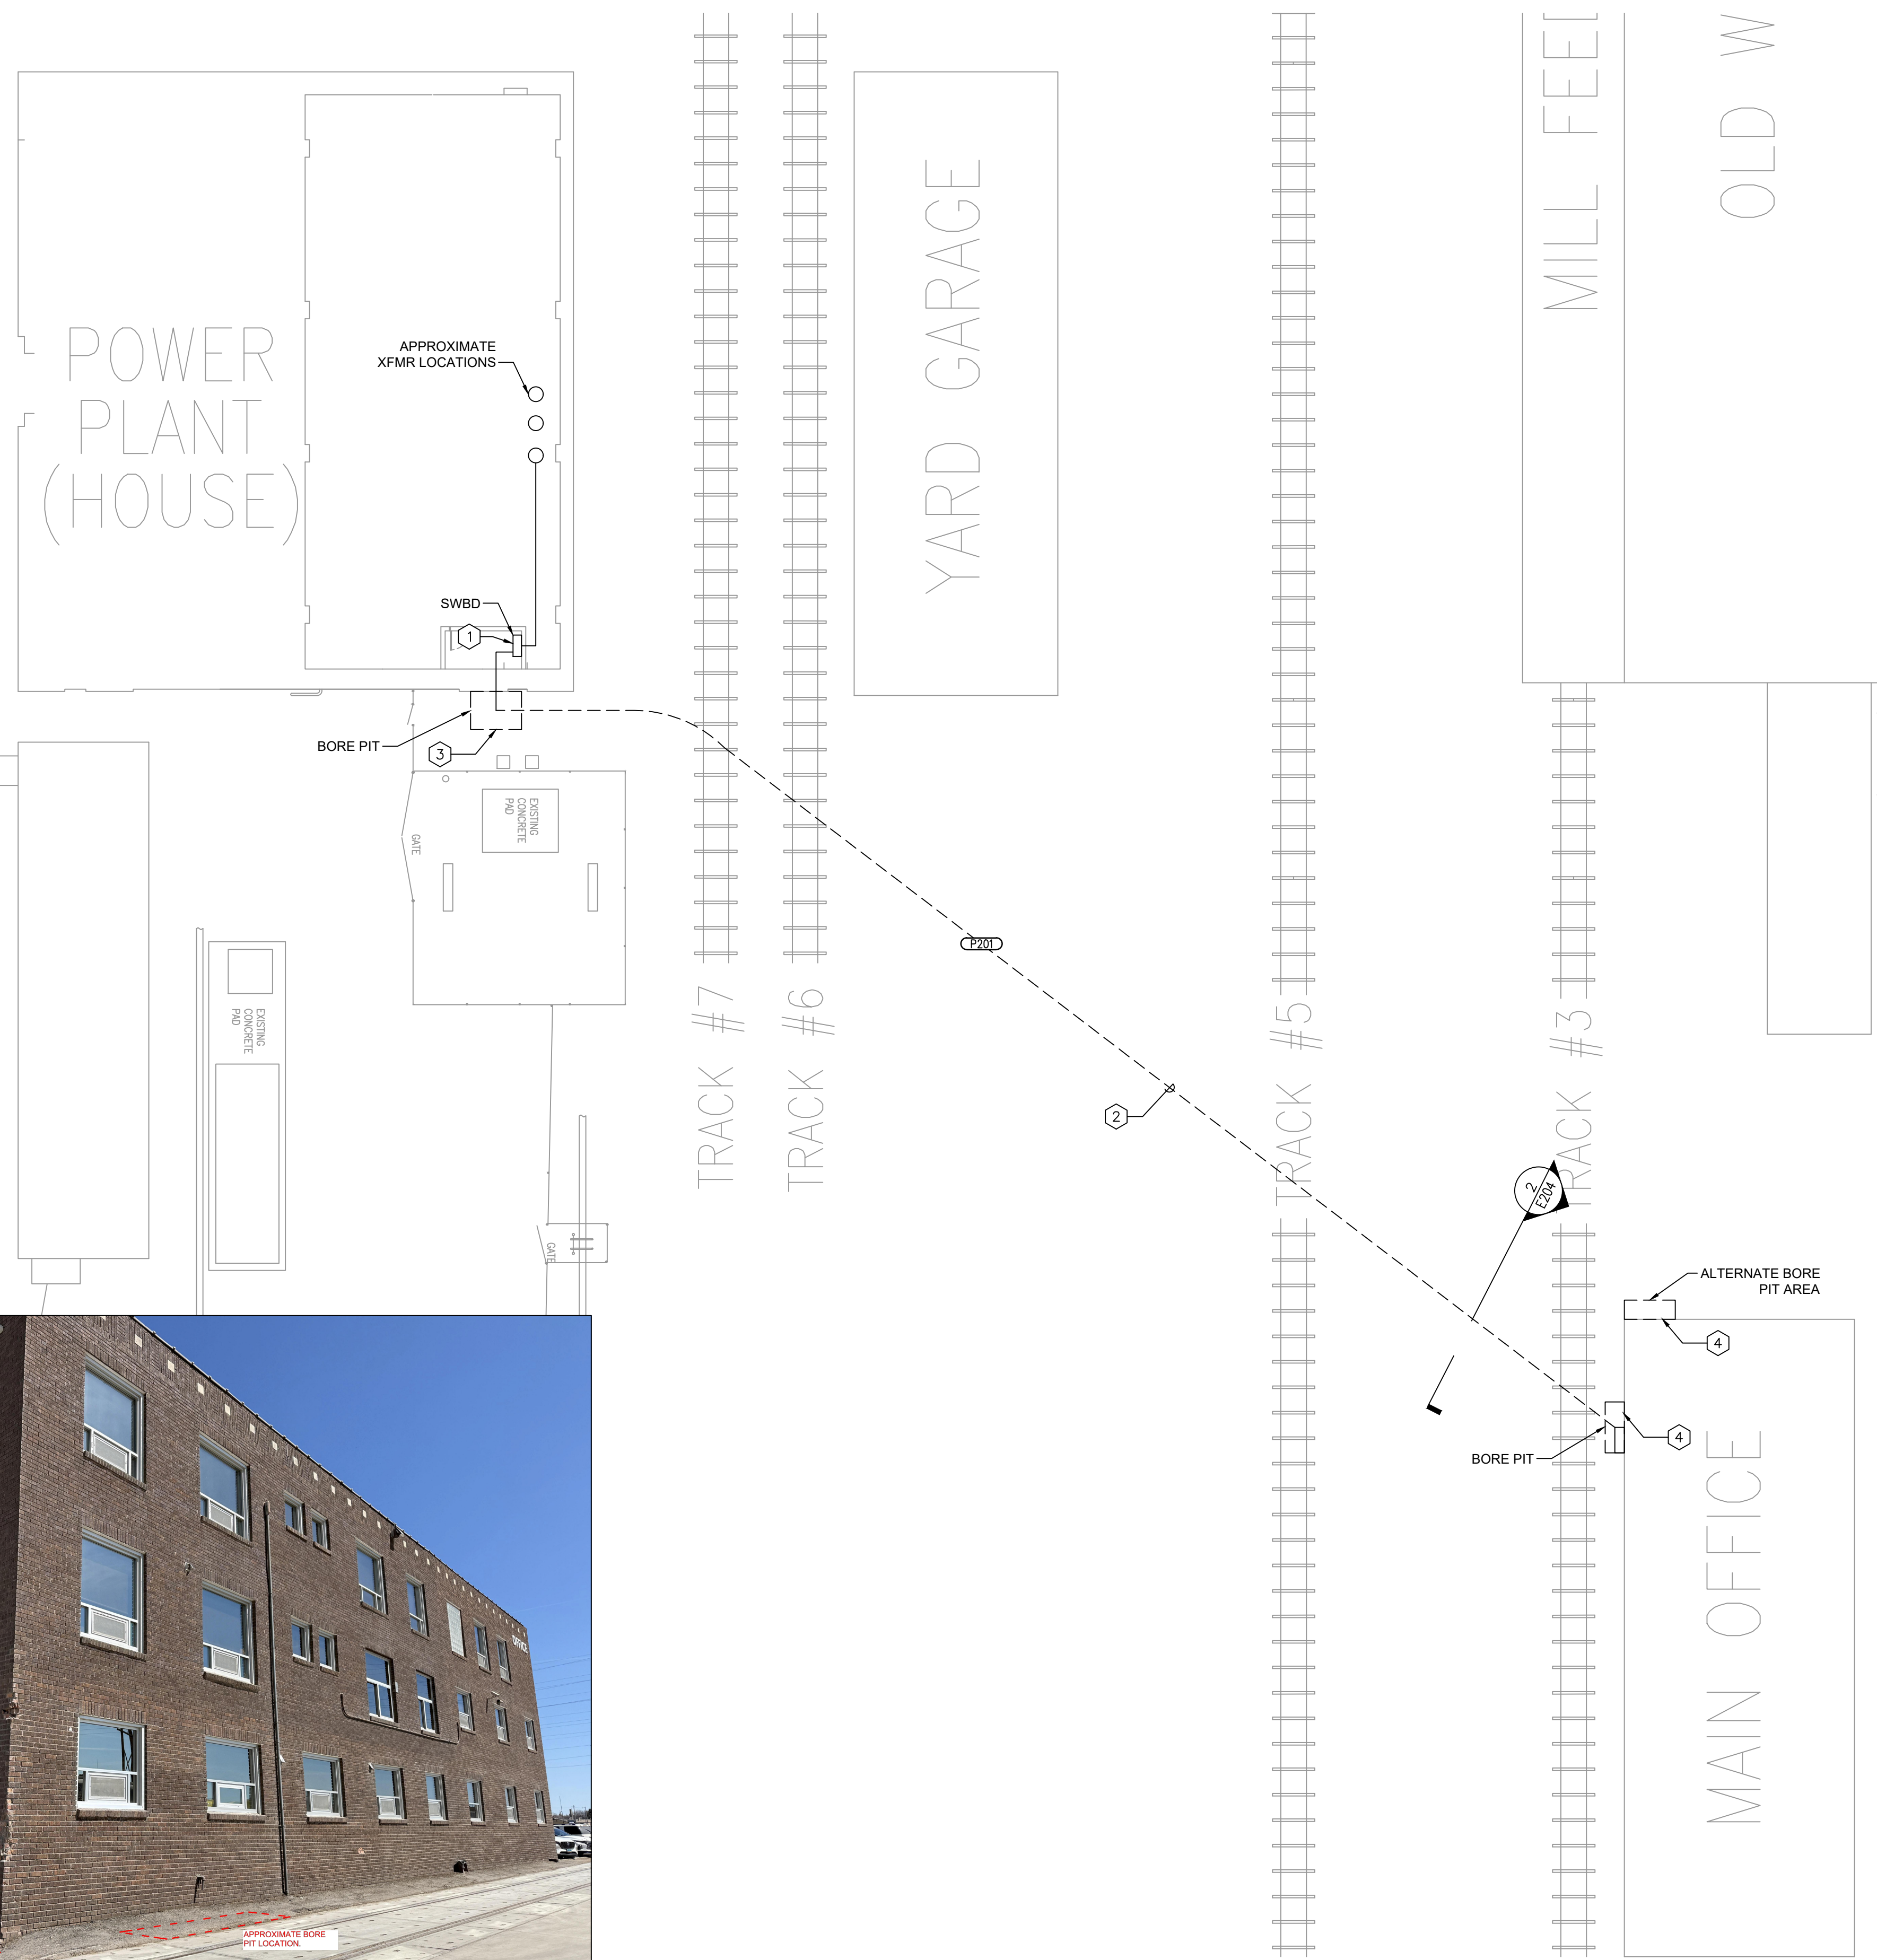 MILL FEED
OLD W
POWER
PLANT
(HOUSE)
APPROXIMATE
XFMR LOCATIONS
YARD GARAGE
SWBD
1
BORE PIT
3
EXISTING
CONCRETE
PAD
GATE
EXISTING
CONCRETE
PAD
GATE
P201
2
TRACK #7
TRACK #6
TRACK #5
TRACK #3
2
E204
ALTERNATE BORE
PIT AREA
4
4
BORE PIT
MAIN OFFICE
OFFICE
APPROXIMATE BORE
PIT LOCATION.